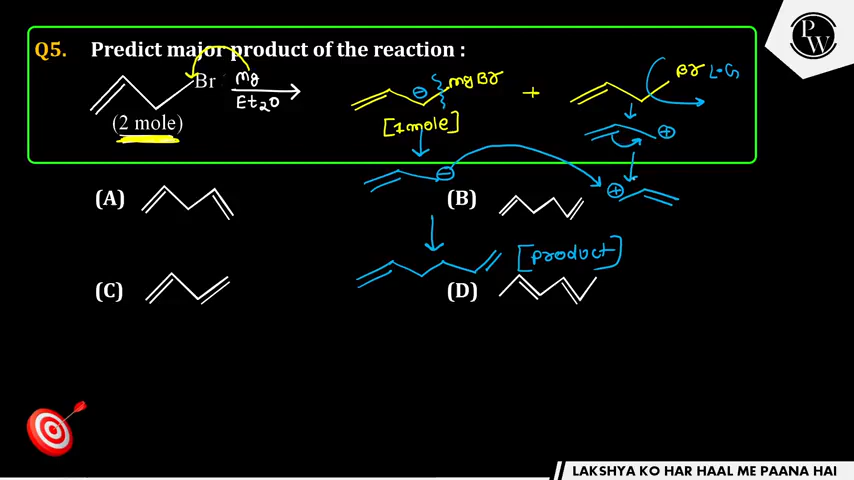 Q5. Predict major product of the reaction :
Br
mg
Et2O
(2 mole)
⊖
mgBr
+
[1 mole]
Br L·G
⊕
⊖
⊕
(A)
(B)
[product]
(C)
(D)
PW
LAKSHYA KO HAR HAAL ME PAANA HAI